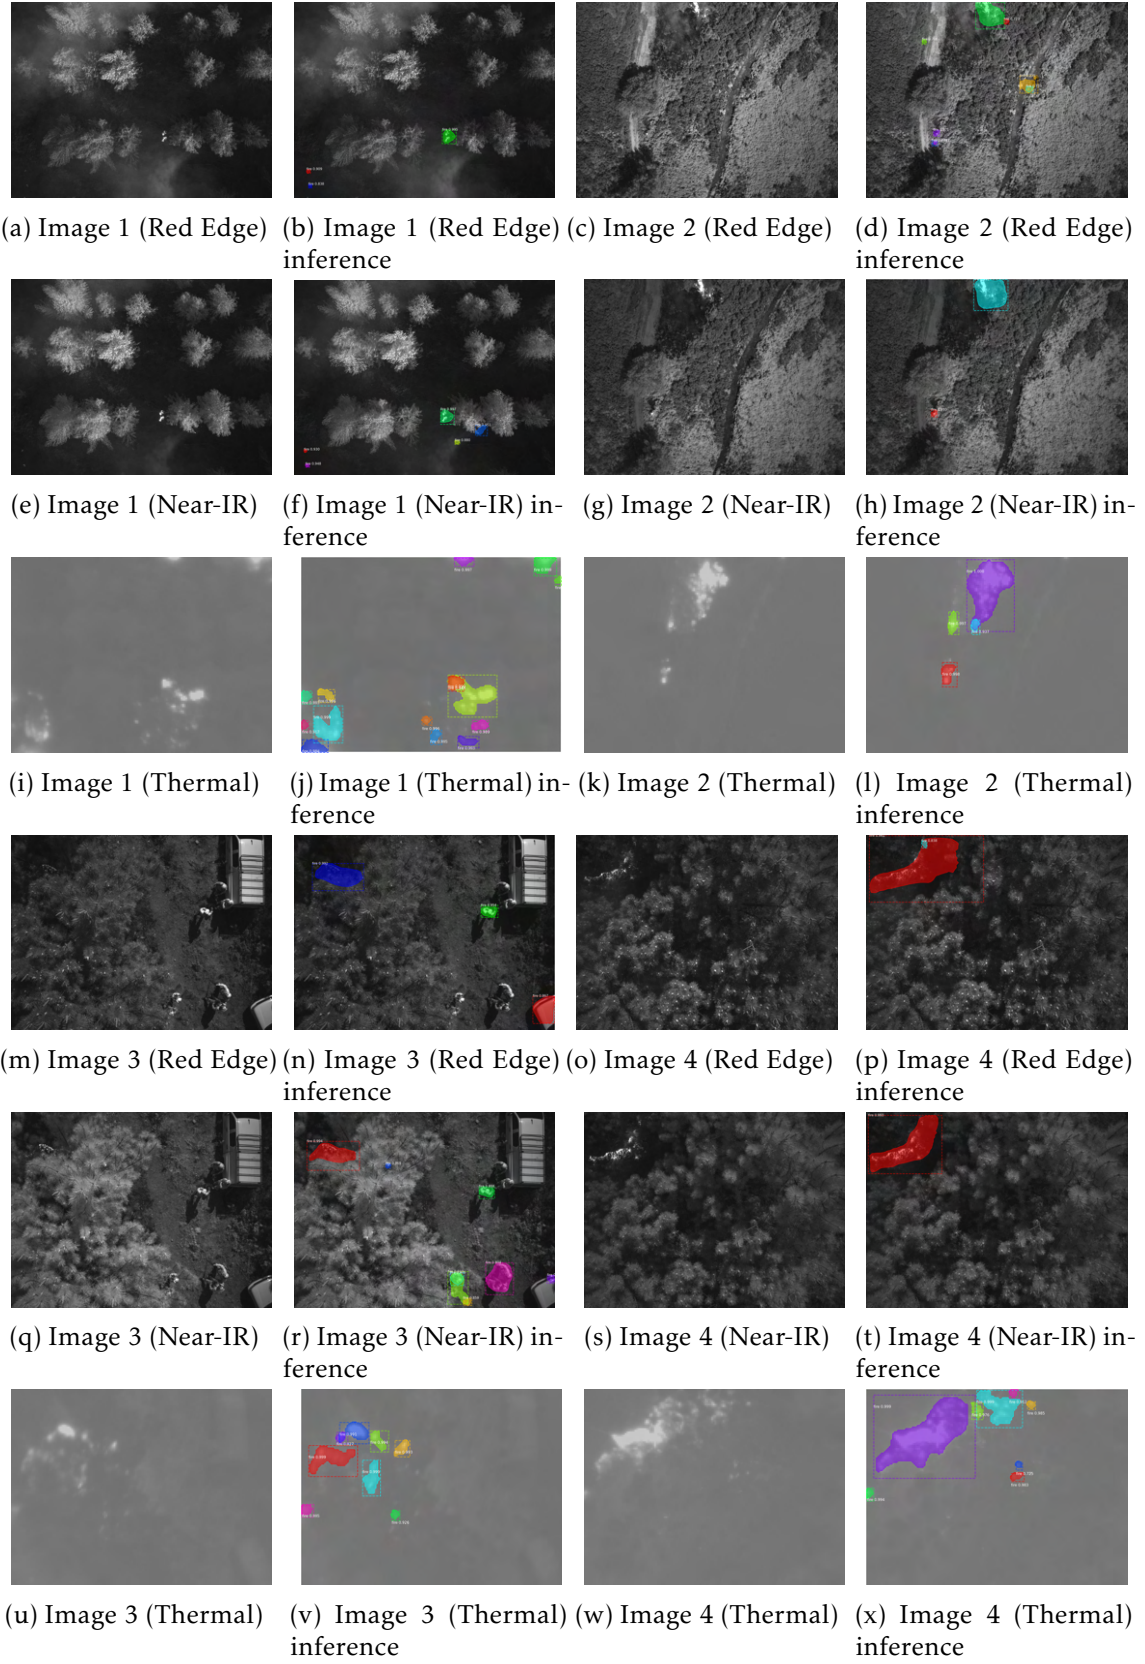 (a) Image 1 (Red Edge)
(b) Image 1 (Red Edge)
inference
(c) Image 2 (Red Edge)
(d) Image 2 (Red Edge)
inference
(e) Image 1 (Near-IR)
(f) Image 1 (Near-IR) in-
ference
(g) Image 2 (Near-IR)
(h) Image 2 (Near-IR) in-
ference
(i) Image 1 (Thermal)
(j) Image 1 (Thermal) in-
ference
(k) Image 2 (Thermal)
(l) Image 2 (Thermal)
inference
(m) Image 3 (Red Edge)
(n) Image 3 (Red Edge)
inference
(o) Image 4 (Red Edge)
(p) Image 4 (Red Edge)
inference
(q) Image 3 (Near-IR)
(r) Image 3 (Near-IR) in-
ference
(s) Image 4 (Near-IR)
(t) Image 4 (Near-IR) in-
ference
(u) Image 3 (Thermal)
(v) Image 3 (Thermal)
inference
(w) Image 4 (Thermal)
(x) Image 4 (Thermal)
inference